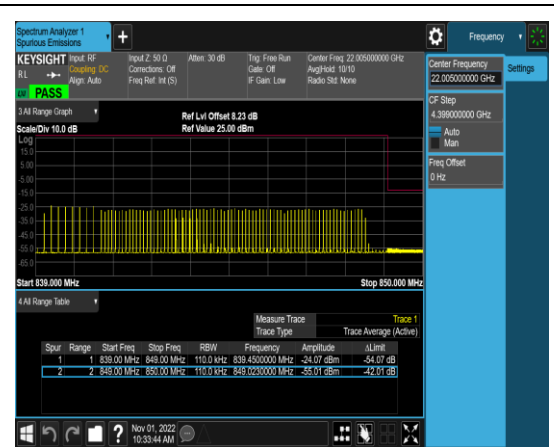 Spectrum Analyzer 1
Spurious Emissions
Frequency
KEYSIGHT
Input: RF
Coupling: DC
Align: Auto
Input Z: 50 Ω
Corrections: Off
Freq Ref: Int (S)
Atten: 30 dB
Trig: Free Run
Gate: Off
IF Gain: Low
Center Freq: 22.005000000 GHz
Avg|Hold: 10/10
Radio Std: None
RL
PASS
Center Frequency
22.005000000 GHz
Settings
CF Step
4.399000000 GHz
Auto
Man
Freq Offset
0 Hz
3 All Range Graph
Scale/Div 10.0 dB
Ref Lvl Offset 8.23 dB
Ref Value 25.00 dBm
Log
15.0
5.00
-5.00
-15.0
-25.0
-35.0
-45.0
-55.0
-65.0
Start 839.000 MHz
Stop 850.000 MHz
4 All Range Table
Measure Trace Trace 1
Trace Type Trace Average (Active)
Spur Range Start Freq Stop Freq RBW Frequency Amplitude ΔLimit
1 1 839.00 MHz 849.00 MHz 110.0 kHz 839.4500000 MHz -24.07 dBm -54.07 dB
2 2 849.00 MHz 850.00 MHz 110.0 kHz 849.0230000 MHz -55.01 dBm -42.01 dB
Nov 01, 2022
10:33:44 AM